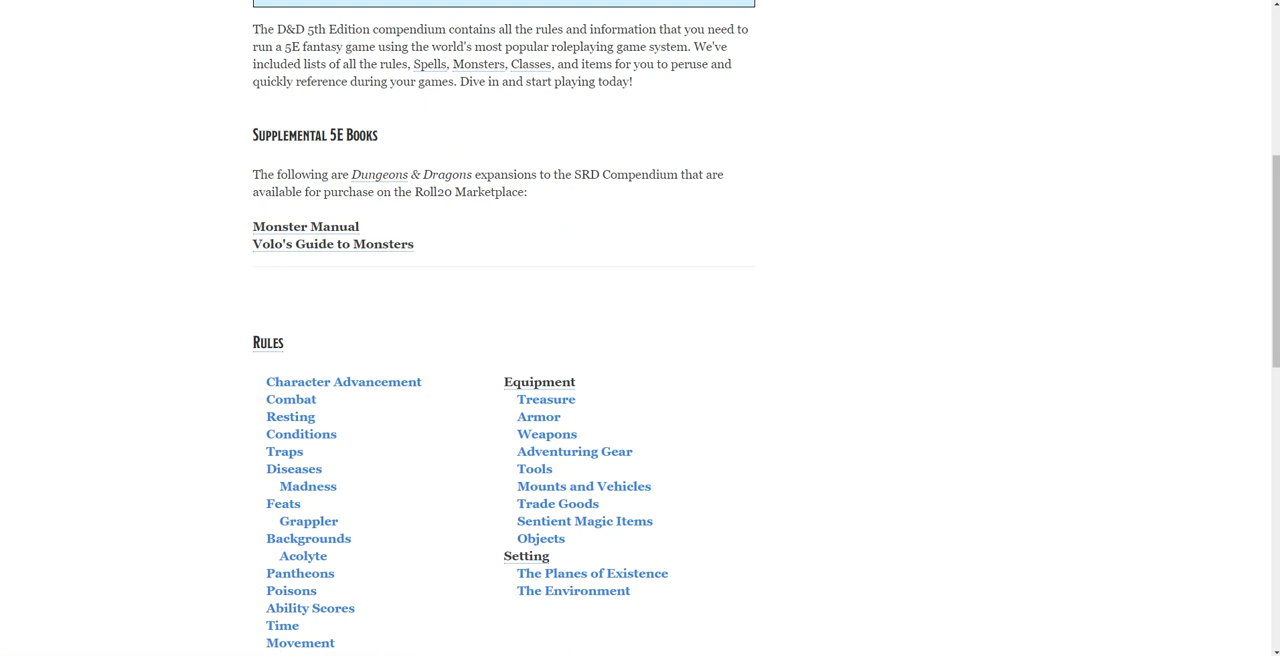 The D&D 5th Edition compendium contains all the rules and information that you need to
run a 5E fantasy game using the world's most popular roleplaying game system. We've
included lists of all the rules, Spells, Monsters, Classes, and items for you to peruse and
quickly reference during your games. Dive in and start playing today!
Supplemental 5E Books
The following are Dungeons & Dragons expansions to the SRD Compendium that are
available for purchase on the Roll20 Marketplace:
Monster Manual
Volo's Guide to Monsters
Rules
Character Advancement
Combat
Resting
Conditions
Traps
Diseases
Madness
Feats
Grappler
Backgrounds
Acolyte
Pantheons
Poisons
Ability Scores
Time
Movement
Equipment
Treasure
Armor
Weapons
Adventuring Gear
Tools
Mounts and Vehicles
Trade Goods
Sentient Magic Items
Objects
Setting
The Planes of Existence
The Environment